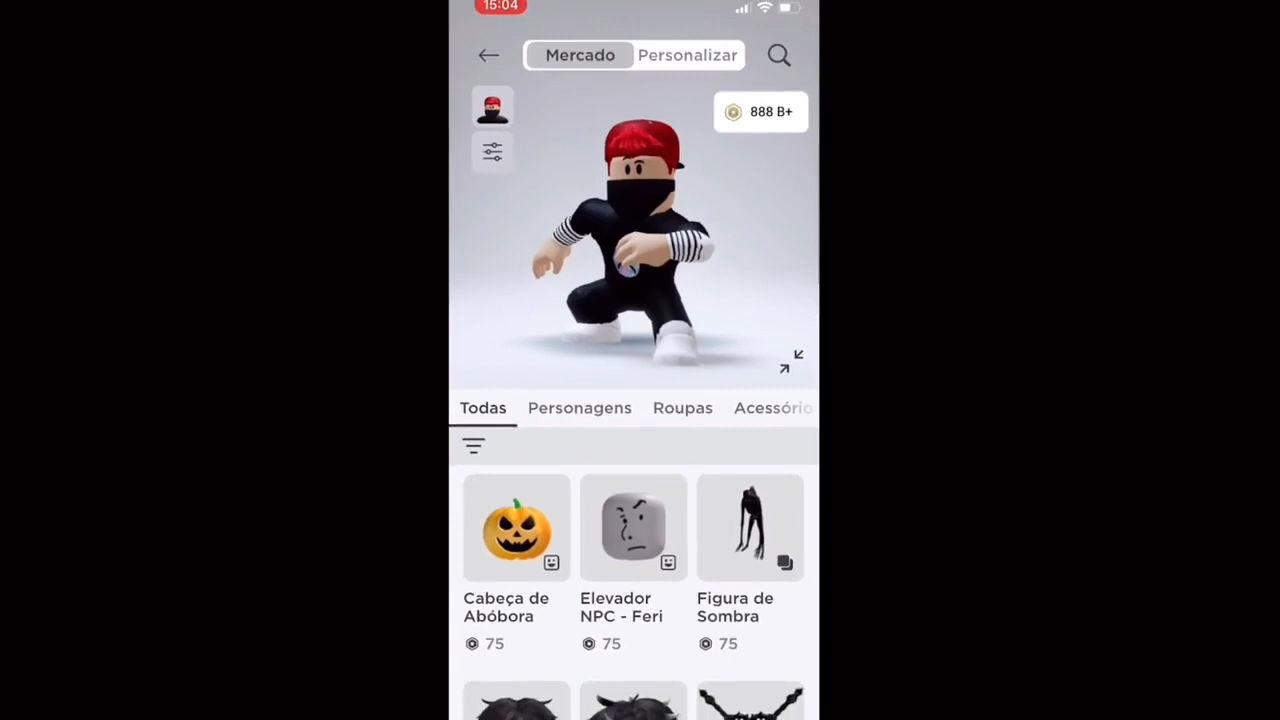 15:04
Mercado Personalizar
888 B+
Todas Personagens Roupas Acessório
Cabeça de Abóbora
75
Elevador NPC - Feri
75
Figura de Sombra
75